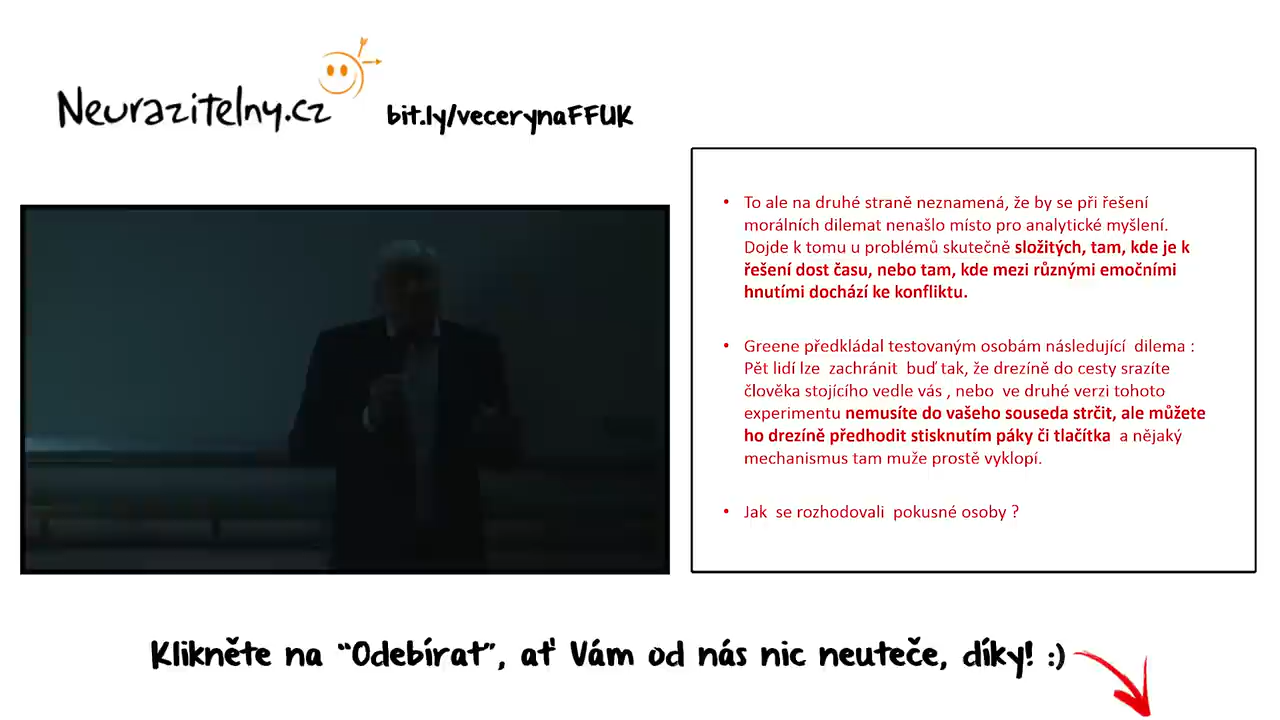 Neurazitelny.cz
bit.ly/vecerynaFFUK
• To ale na druhé straně neznamená, že by se při řešení
morálních dilemat nenašlo místo pro analytické myšlení.
Dojde k tomu u problémů skutečně složitých, tam, kde je k
řešení dost času, nebo tam, kde mezi různými emočními
hnutími dochází ke konfliktu.
• Greene předkládal testovaným osobám následující dilema :
Pět lidí lze zachránit buď tak, že drezíně do cesty srazíte
člověka stojícího vedle vás , nebo ve druhé verzi tohoto
experimentu nemusíte do vašeho souseda strčit, ale můžete
ho drezíně předhodit stisknutím páky či tlačítka a nějaký
mechanismus tam muže prostě vyklopí.
• Jak se rozhodovali pokusné osoby ?
Klikněte na “Odebírat”, ať Vám od nás nic neuteče, díky! :)